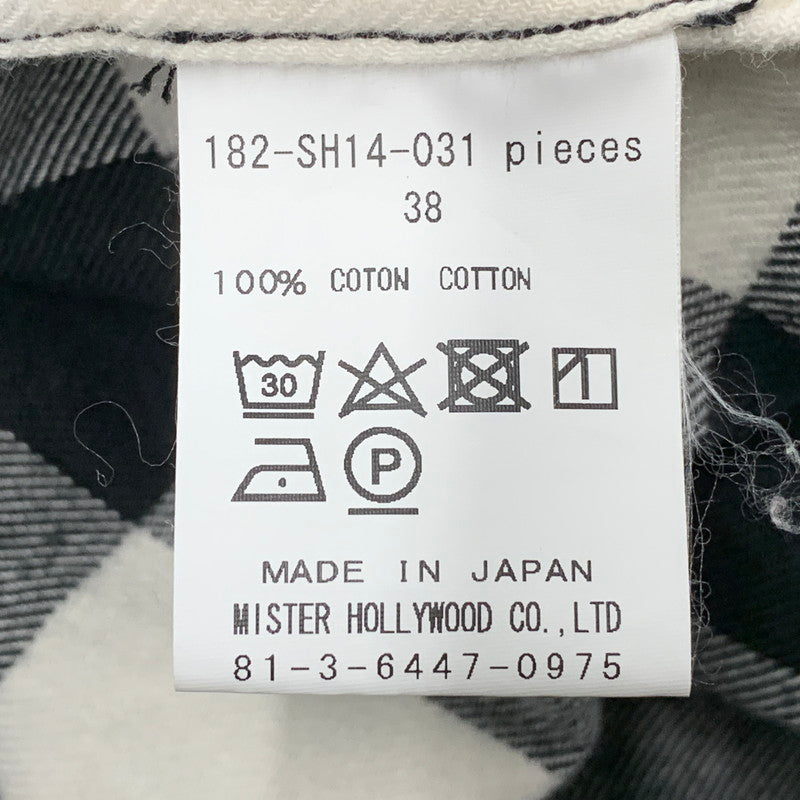 182-SH14-031 pieces
38
100% COTON COTTON
30
P
MADE IN JAPAN
MISTER HOLLYWOOD CO.,LTD
81-3-6447-0975